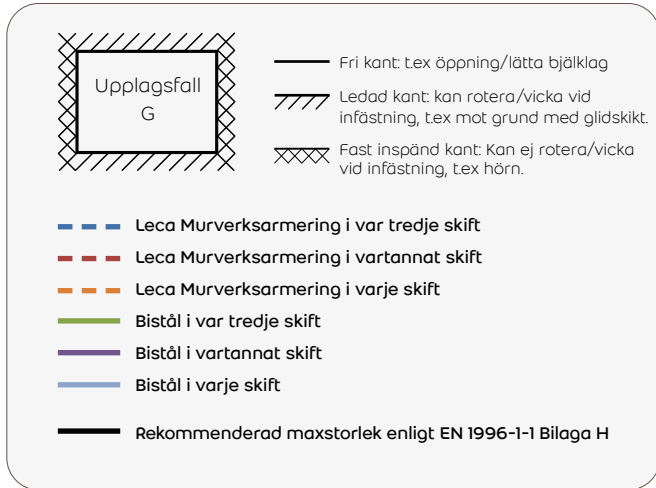 Upplagsfall
G
Fri kant: t.ex öppning/lätta bjälklag
Ledad kant: kan rotera/vicka vid
infästning, t.ex mot grund med glidskikt.
Fast inspänd kant: Kan ej rotera/vicka
vid infästning, t.ex hörn.
Leca Murverksarmering i var tredje skift
Leca Murverksarmering i vartannat skift
Leca Murverksarmering i varje skift
Bistål i var tredje skift
Bistål i vartannat skift
Bistål i varje skift
Rekommenderad maxstorlek enligt EN 1996-1-1 Bilaga H